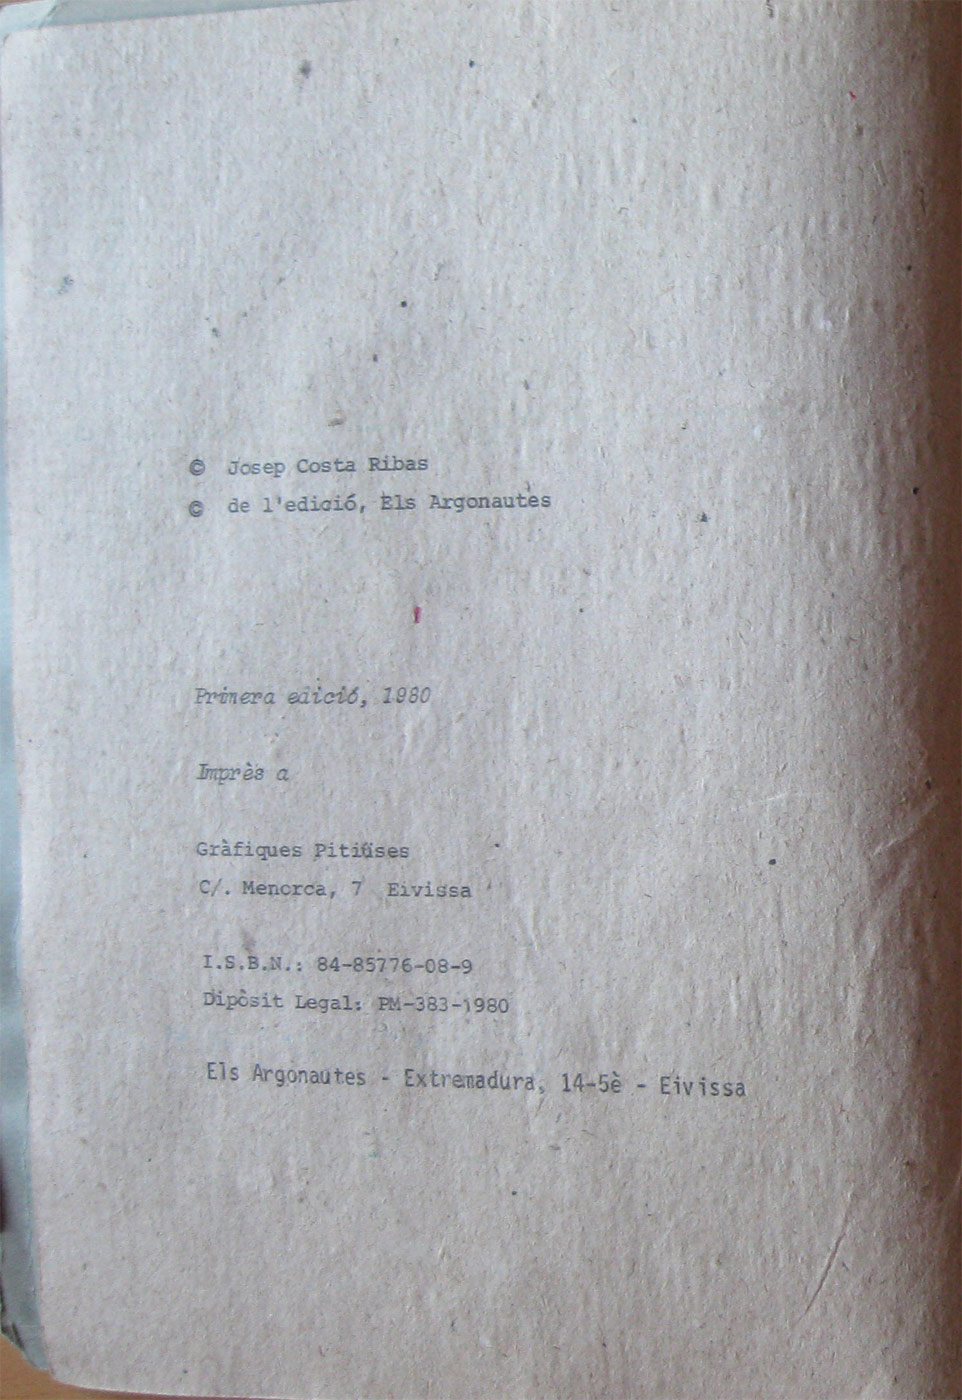 © Josep Costa Ribas
© de l'edició, Els Argonautes
Primera edició, 1980
Imprès a
Gràfiques Pitiüses
C/. Menorca, 7 Eivissa
I.S.B.N.: 84-85776-08-9
Dipòsit Legal: PM-383-1980
Els Argonautes - Extremadura, 14-5è - Eivissa